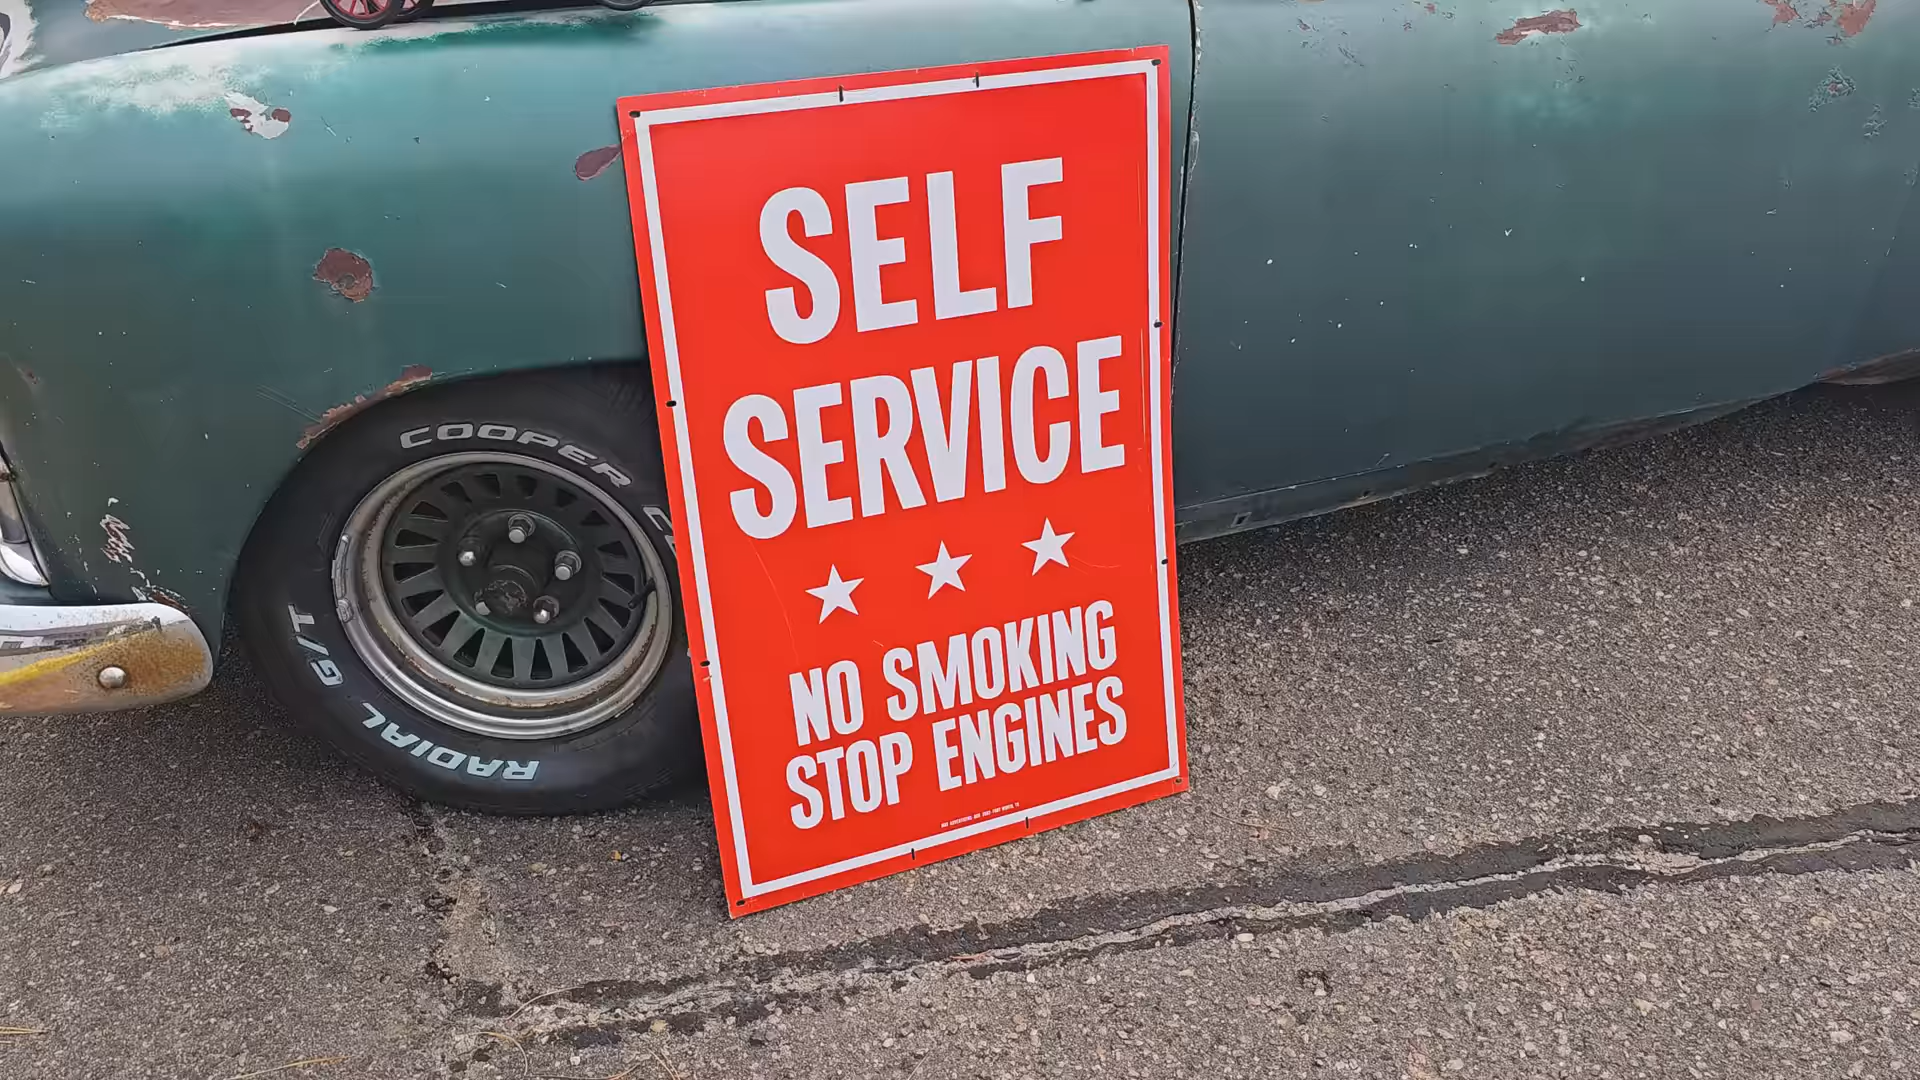 SELF
SERVICE
NO SMOKING
STOP ENGINES
COOPER
RADIAL G/T